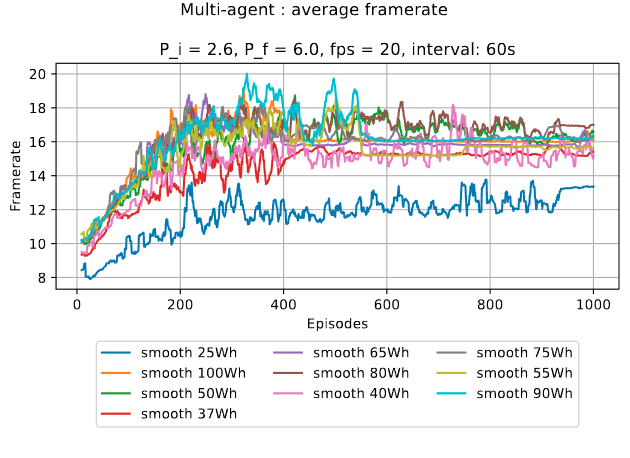 Multi-agent : average framerate
P_i = 2.6, P_f = 6.0, fps = 20, interval: 60s
20
18
16
14
12
10
8
Framerate
0 200 400 600 800 1000
Episodes
smooth 25Wh smooth 65Wh smooth 75Wh
smooth 100Wh smooth 80Wh smooth 55Wh
smooth 50Wh smooth 40Wh smooth 90Wh
smooth 37Wh